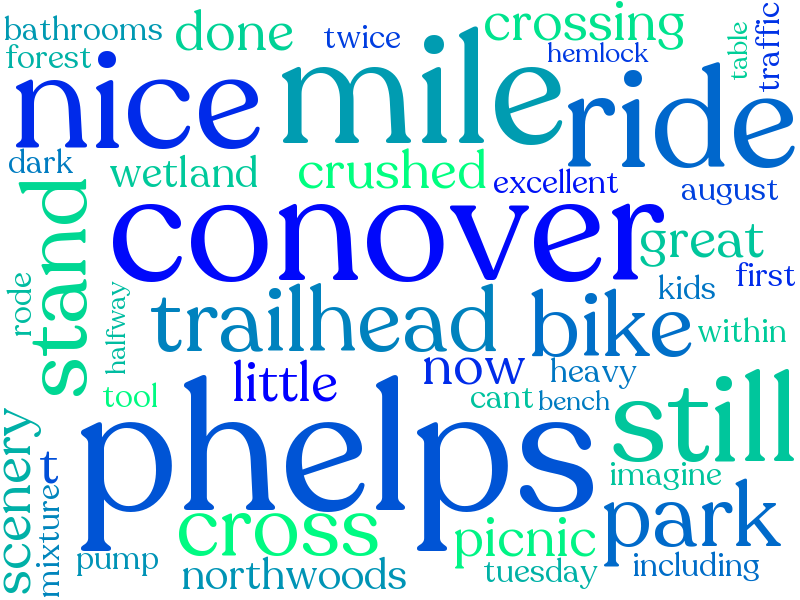 bathrooms done twice crossing
forest hemlock table traffic
nice mile ride
dark wetland crushed excellent august
stand conover great
rode halfway kids first
trailhead bike within
little now heavy
tool cant bench
scenery phelps still
t imagine
mixture cross picnic park
pump northwoods tuesday including